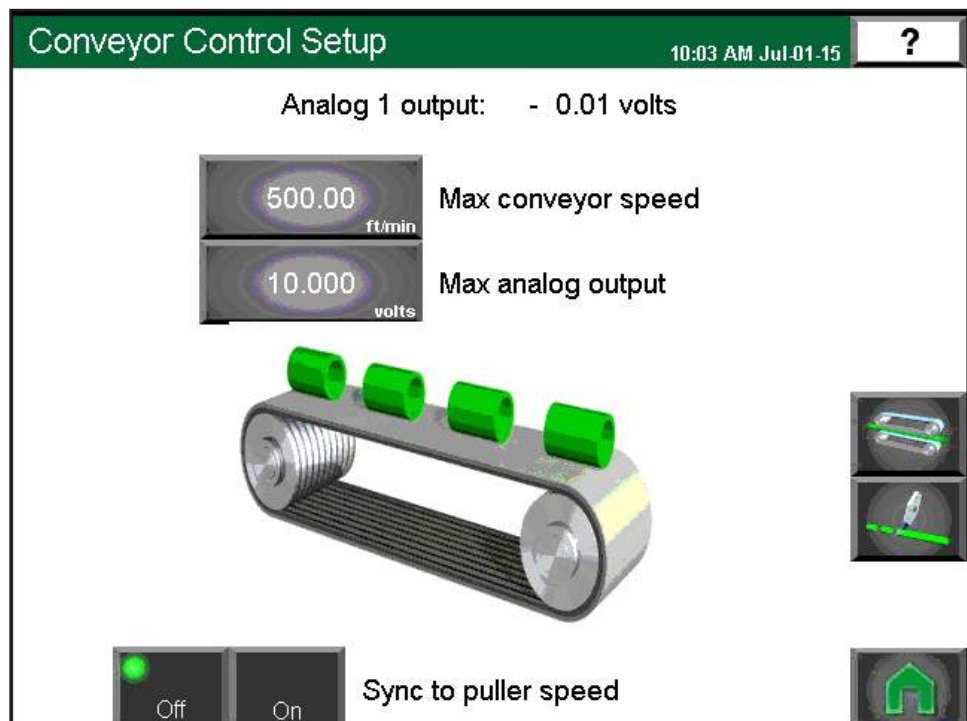 Conveyor Control Setup
10:03 AM Jul-01-15
?
Analog 1 output: - 0.01 volts
500.00
ft/min
Max conveyor speed
10.000
volts
Max analog output
Off
On
Sync to puller speed